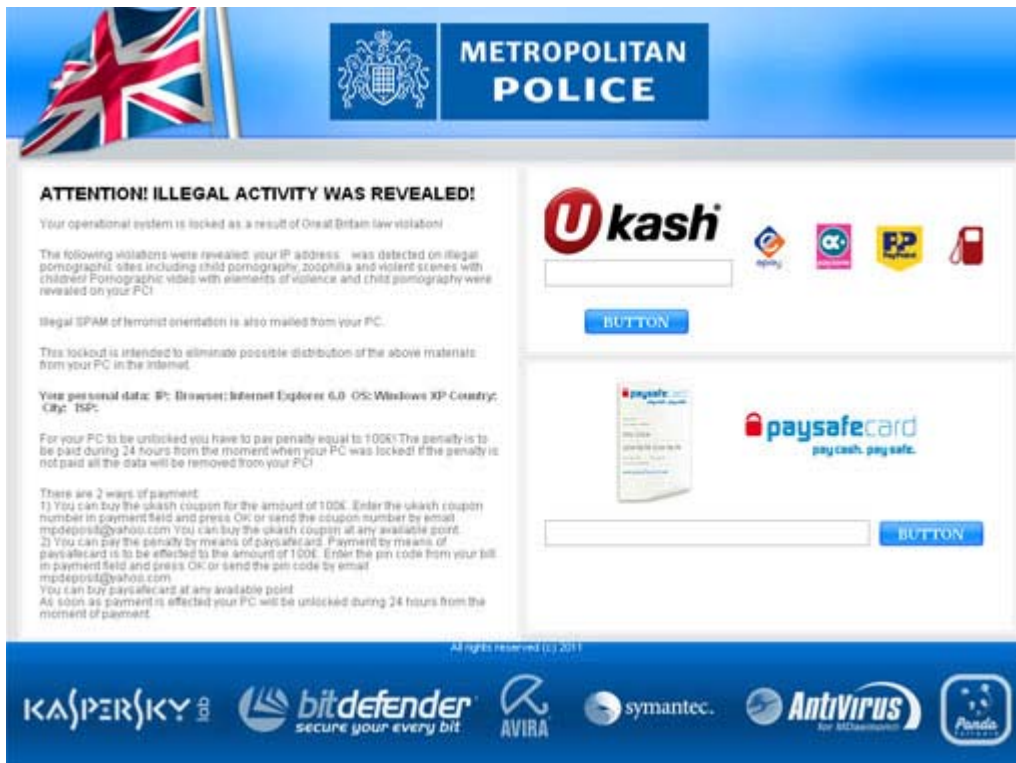 METROPOLITAN
POLICE
ATTENTION! ILLEGAL ACTIVITY WAS REVEALED!
Your operational system is locked as a result of Great Britain law violation!
The following violations were revealed: your IP address was detected on illegal
pornographic sites including child pornography, zoophilia and violent scenes with
children! Pornographic video with elements of violence and child pornography were
revealed on your PC!
Illegal SPAM of terrorist orientation is also mailed from your PC.
This lockout is intended to eliminate possible distribution of the above materials
from your PC in the Internet.
Your personal data: IP: Browser: Internet Explorer 6.0 OS: Windows XP Country:
City: ISP:
For your PC to be unlocked you have to pay penalty equal to 100£! The penalty is to
be paid during 24 hours from the moment when your PC was locked! If the penalty is
not paid all the data will be removed from your PC!
There are 2 ways of payment:
1) You can buy the ukash coupon for the amount of 100£. Enter the ukash coupon
number in payment field and press OK or send the coupon number by email
mpdeposit@yahoo.com You can buy the ukash coupon at any available point.
2) You can pay the penalty by means of paysafecard. Payment by means of
paysafecard is to be effected to the amount of 100£. Enter the pin code from your bill
in payment field and press OK or send the pin code by email
mpdeposit@yahoo.com
You can buy paysafecard at any available point
As soon as payment is effected your PC will be unlocked during 24 hours from the
moment of payment.
Ukash
epay
PayPoint
BUTTON
paysafecard
paysafecard
pay cash. pay safe.
BUTTON
All rights reserved (c) 2011
KASPERSKY lab
bitdefender
secure your every bit
AVIRA
symantec.
AntiVirus
for MDaemon
Panda